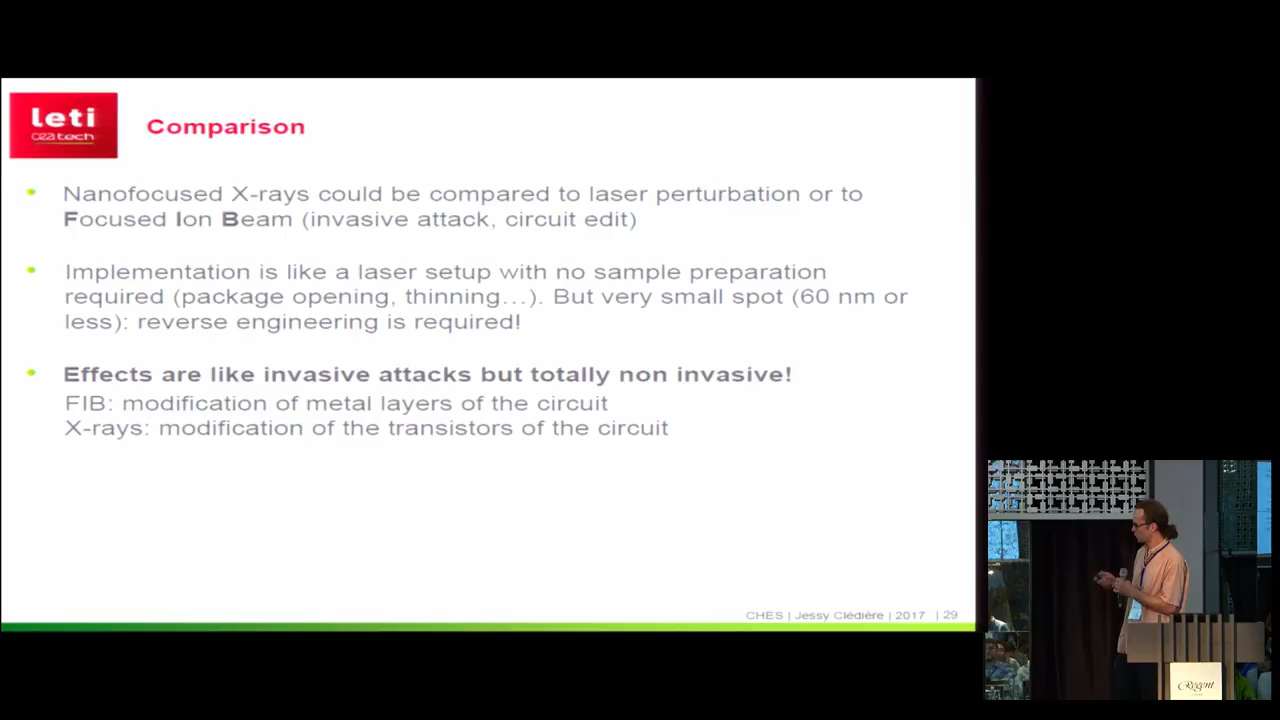 leti
ceatech
Comparison
• Nanofocused X-rays could be compared to laser perturbation or to
Focused Ion Beam (invasive attack, circuit edit)
• Implementation is like a laser setup with no sample preparation
required (package opening, thinning…). But very small spot (60 nm or
less): reverse engineering is required!
• Effects are like invasive attacks but totally non invasive!
FIB: modification of metal layers of the circuit
X-rays: modification of the transistors of the circuit
CHES | Jessy Clédière | 2017 | 29
Regent